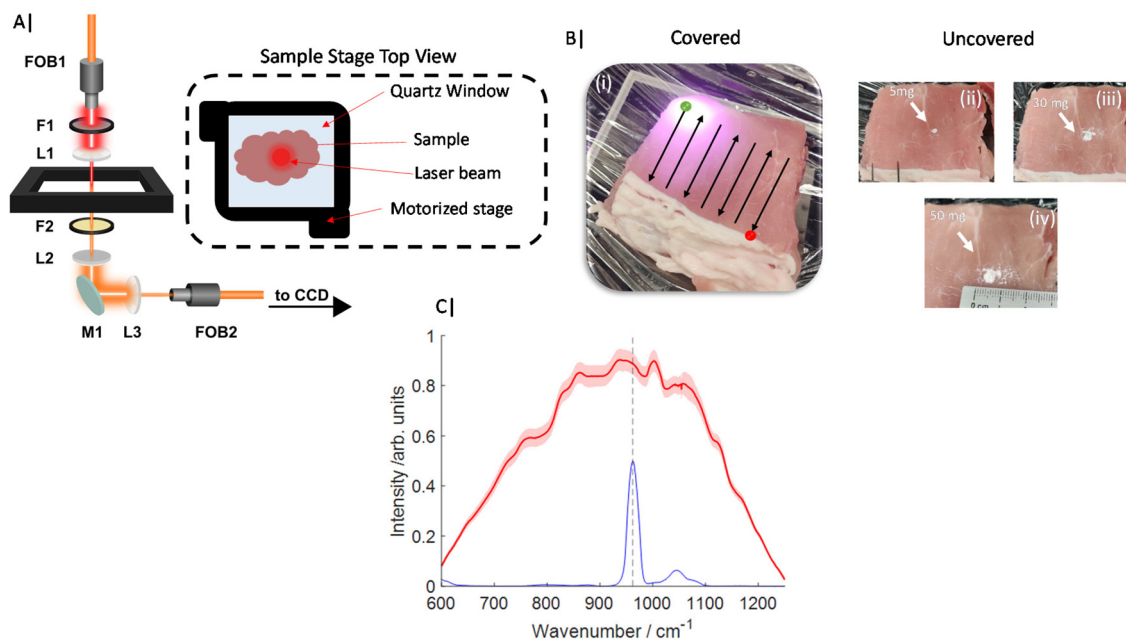 A|
FOB1
F1
L1
F2
L2
M1
L3
FOB2
to CCD
Sample Stage Top View
Quartz Window
Sample
Laser beam
Motorized stage
B|
Covered
Uncovered
(i)
5mg
(ii)
30 mg
(iii)
50 mg
(iv)
0 cm
C|
Intensity /arb. units
1
0.8
0.6
0.4
0.2
0
600
700
800
900
1000
1100
1200
Wavenumber / cm⁻¹